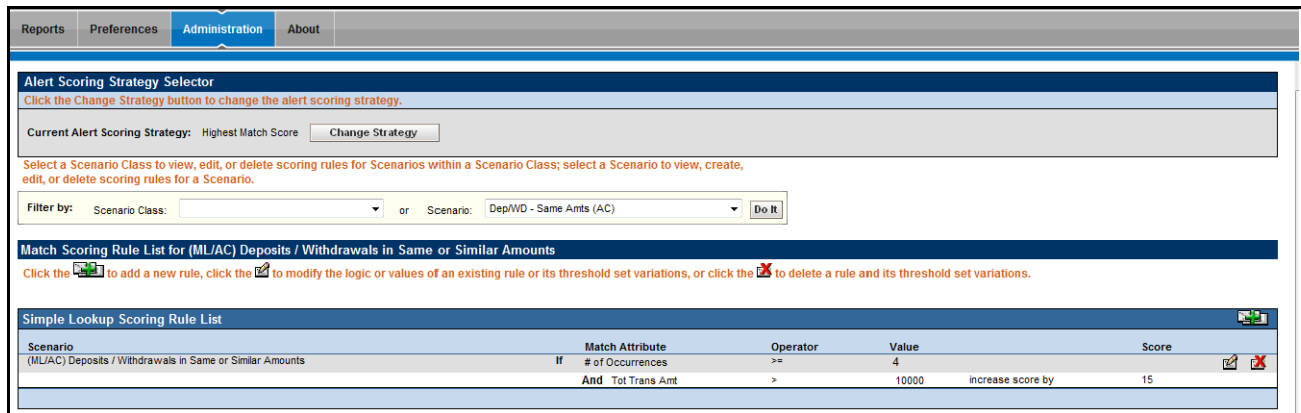 Reports Preferences Administration About
Alert Scoring Strategy Selector
Click the Change Strategy button to change the alert scoring strategy.
Current Alert Scoring Strategy: Highest Match Score Change Strategy
Select a Scenario Class to view, edit, or delete scoring rules for Scenarios within a Scenario Class; select a Scenario to view, create,
edit, or delete scoring rules for a Scenario.
Filter by: Scenario Class: or Scenario: Dep/WD - Same Amts (AC) Do It
Match Scoring Rule List for (ML/AC) Deposits / Withdrawals in Same or Similar Amounts
Click the to add a new rule, click the to modify the logic or values of an existing rule or its threshold set variations, or click the to delete a rule and its threshold set variations.
Simple Lookup Scoring Rule List
Scenario Match Attribute Operator Value Score
(ML/AC) Deposits / Withdrawals in Same or Similar Amounts If # of Occurrences >= 4
And Tot Trans Amt > 10000 increase score by 15